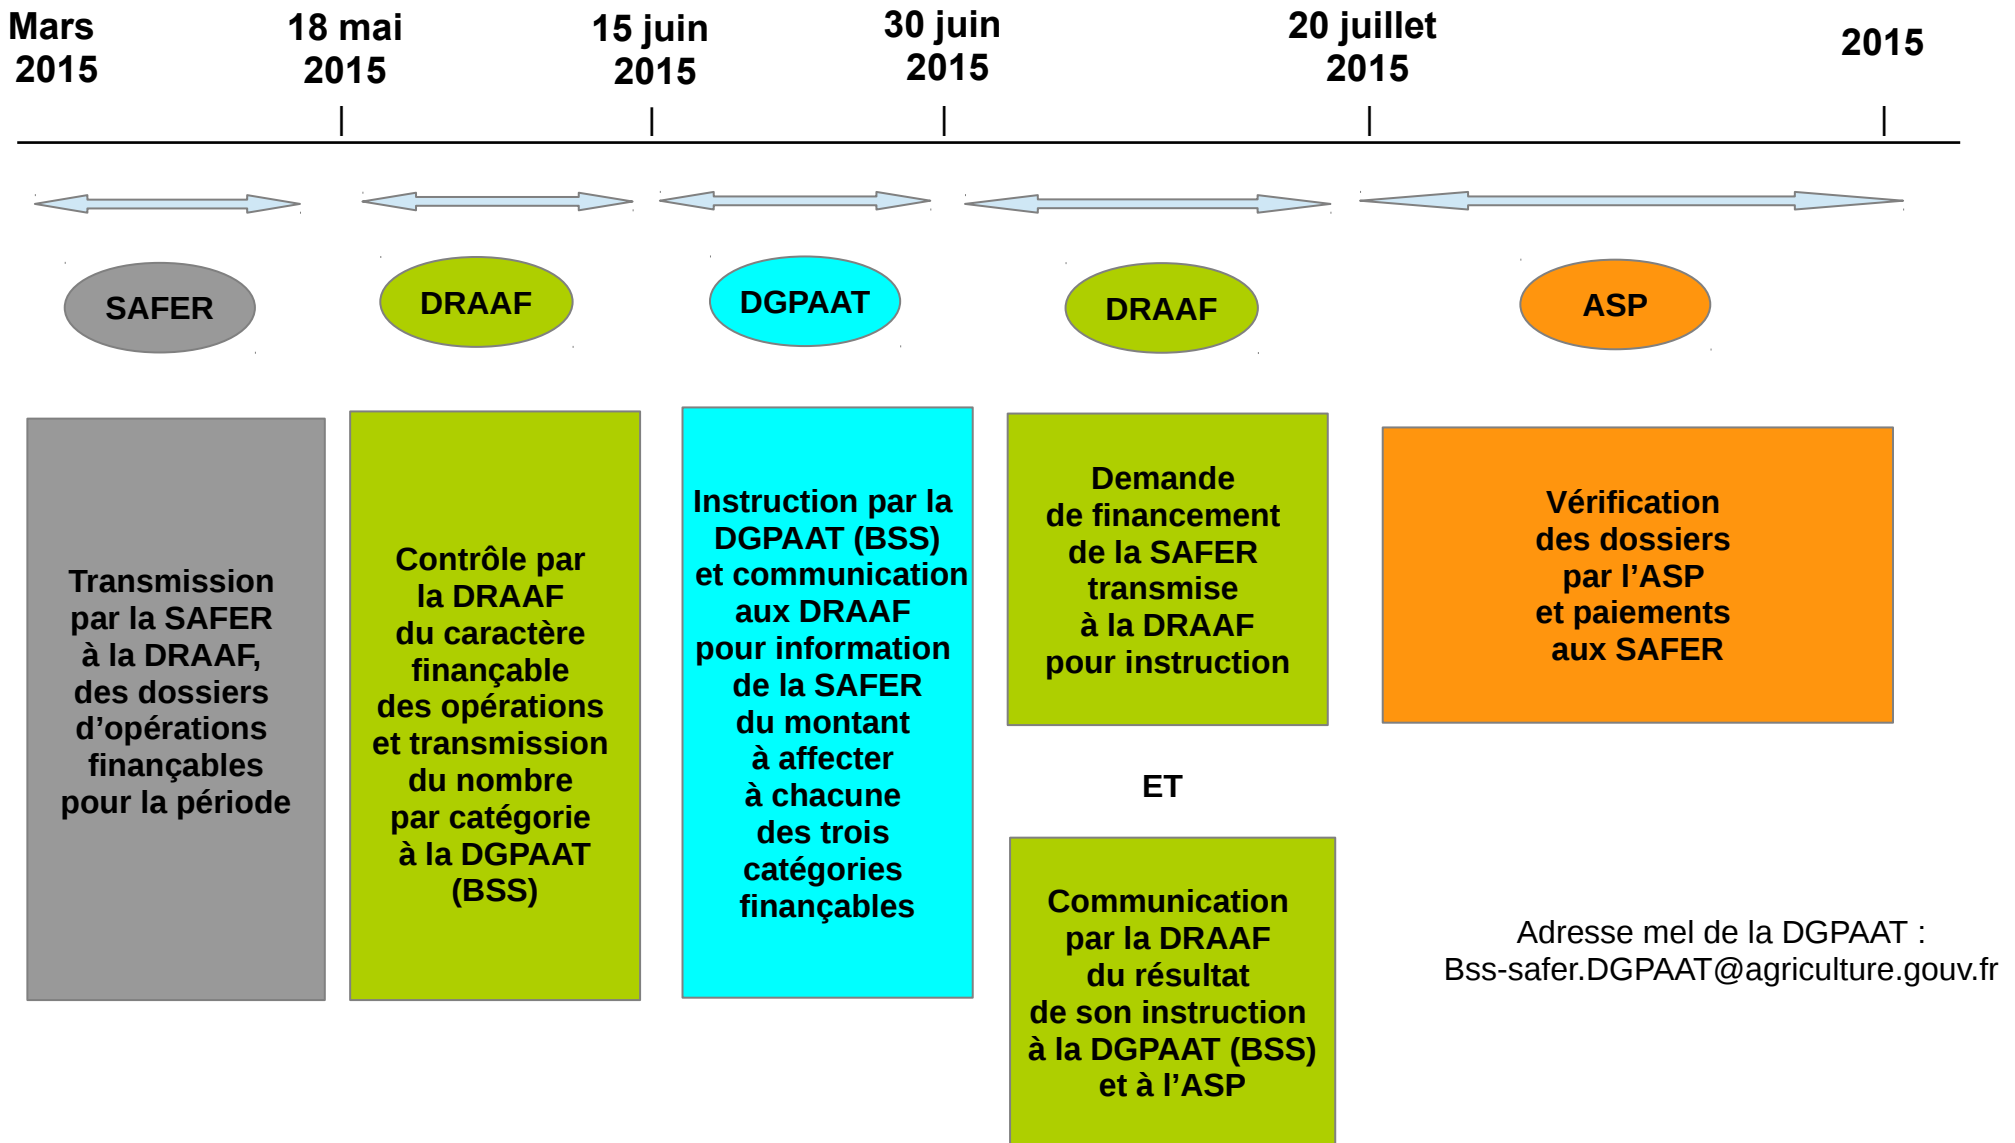 Mars
2015
18 mai
2015
15 juin
2015
30 juin
2015
20 juillet
2015
2015
SAFER
DRAAF
DGPAAT
DRAAF
ASP
Transmission
par la SAFER
à la DRAAF,
des dossiers
d’opérations
finançables
pour la période
Contrôle par
la DRAAF
du caractère
finançable
des opérations
et transmission
du nombre
par catégorie
à la DGPAAT
(BSS)
Instruction par la
DGPAAT (BSS)
et communication
aux DRAAF
pour information
de la SAFER
du montant
à affecter
à chacune
des trois
catégories
finançables
Demande
de financement
de la SAFER
transmise
à la DRAAF
pour instruction
ET
Communication
par la DRAAF
du résultat
de son instruction
à la DGPAAT (BSS)
et à l’ASP
Vérification
des dossiers
par l’ASP
et paiements
aux SAFER
Adresse mel de la DGPAAT :
Bss-safer.DGPAAT@agriculture.gouv.fr